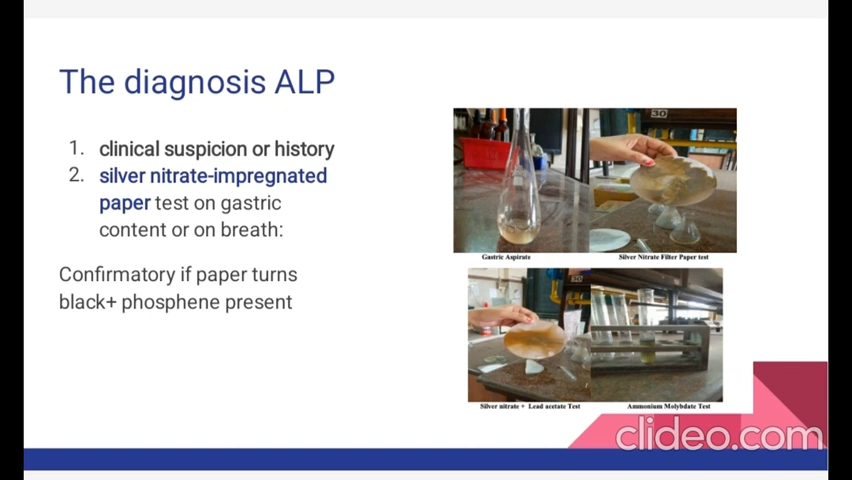 The diagnosis ALP
1. clinical suspicion or history
2. silver nitrate-impregnated
paper test on gastric
content or on breath:
Confirmatory if paper turns
black+ phosphene present
30
Gastric Aspirate
Silver Nitrate Filter Paper test
30
Silver nitrate + Lead acetate Test
Ammonium Molybdate Test
clideo.com